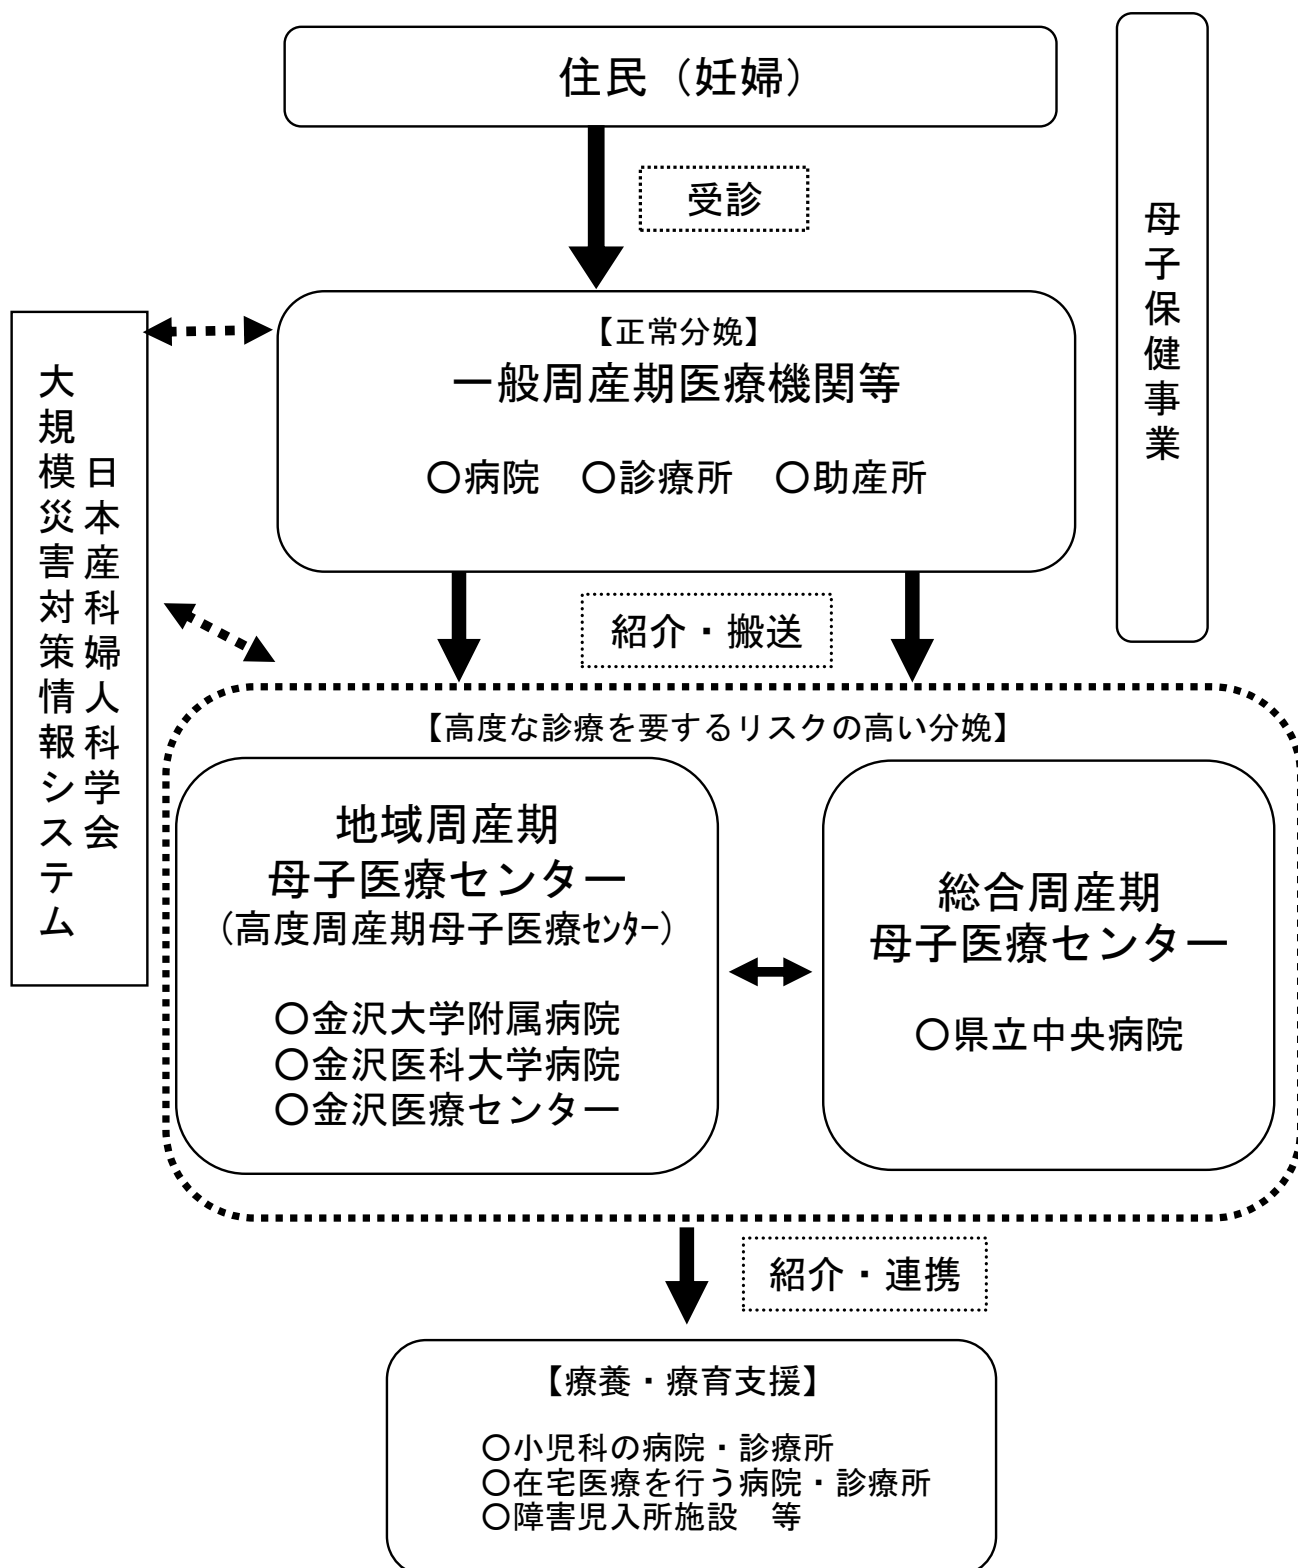 住民（妊婦）
受診
母子保健事業
【正常分娩】
一般周産期医療機関等
○病院　○診療所　○助産所
日本産科婦人科学会
大規模災害対策情報システム
紹介・搬送
【高度な診療を要するリスクの高い分娩】
地域周産期
母子医療センター
（高度周産期母子医療ｾﾝﾀｰ）
○金沢大学附属病院
○金沢医科大学病院
○金沢医療センター
総合周産期
母子医療センター
○県立中央病院
紹介・連携
【療養・療育支援】
○小児科の病院・診療所
○在宅医療を行う病院・診療所
○障害児入所施設　等